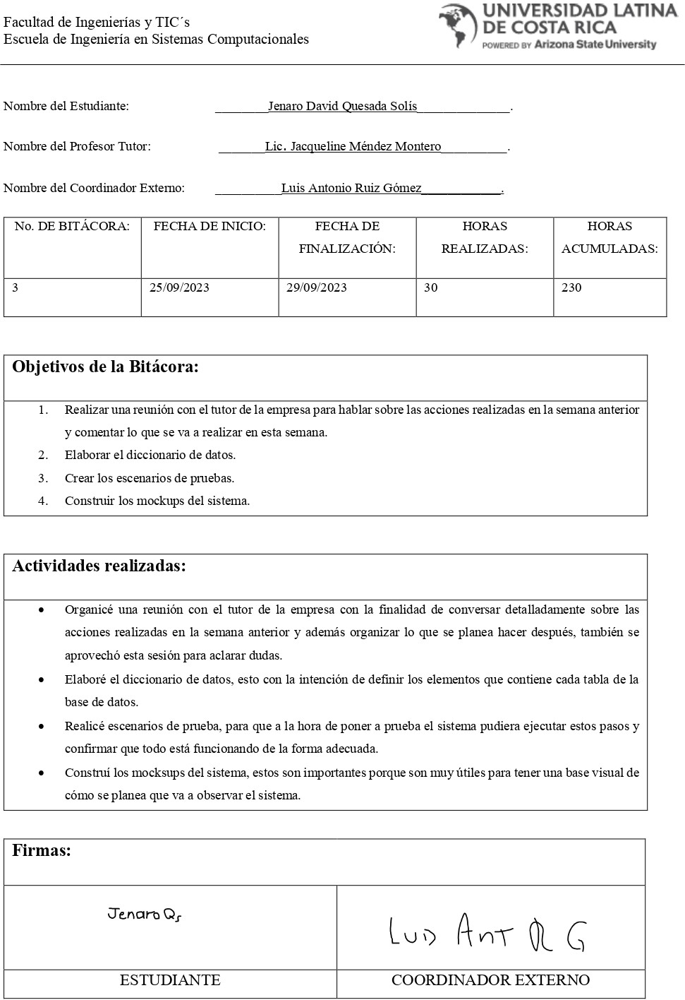 Facultad de Ingenierías y TIC´s
Escuela de Ingeniería en Sistemas Computacionales
UNIVERSIDAD LATINA
DE COSTA RICA
POWERED BY Arizona State University
Nombre del Estudiante: ________Jenaro David Quesada Solís______________.
Nombre del Profesor Tutor: _______Lic. Jacqueline Méndez Montero__________.
Nombre del Coordinador Externo: __________Luis Antonio Ruiz Gómez____________.
No. DE BITÁCORA: FECHA DE INICIO: FECHA DE FINALIZACIÓN: HORAS REALIZADAS: HORAS ACUMULADAS:
3 25/09/2023 29/09/2023 30 230
Objetivos de la Bitácora:
1. Realizar una reunión con el tutor de la empresa para hablar sobre las acciones realizadas en la semana anterior
y comentar lo que se va a realizar en esta semana.
2. Elaborar el diccionario de datos.
3. Crear los escenarios de pruebas.
4. Construir los mockups del sistema.
Actividades realizadas:
• Organicé una reunión con el tutor de la empresa con la finalidad de conversar detalladamente sobre las
acciones realizadas en la semana anterior y además organizar lo que se planea hacer después, también se
aprovechó esta sesión para aclarar dudas.
• Elaboré el diccionario de datos, esto con la intención de definir los elementos que contiene cada tabla de la
base de datos.
• Realicé escenarios de prueba, para que a la hora de poner a prueba el sistema pudiera ejecutar estos pasos y
confirmar que todo está funcionando de la forma adecuada.
• Construí los mocksups del sistema, estos son importantes porque son muy útiles para tener una base visual de
cómo se planea que va a observar el sistema.
Firmas:
Jenaro Qs
Ant R G
ESTUDIANTE COORDINADOR EXTERNO